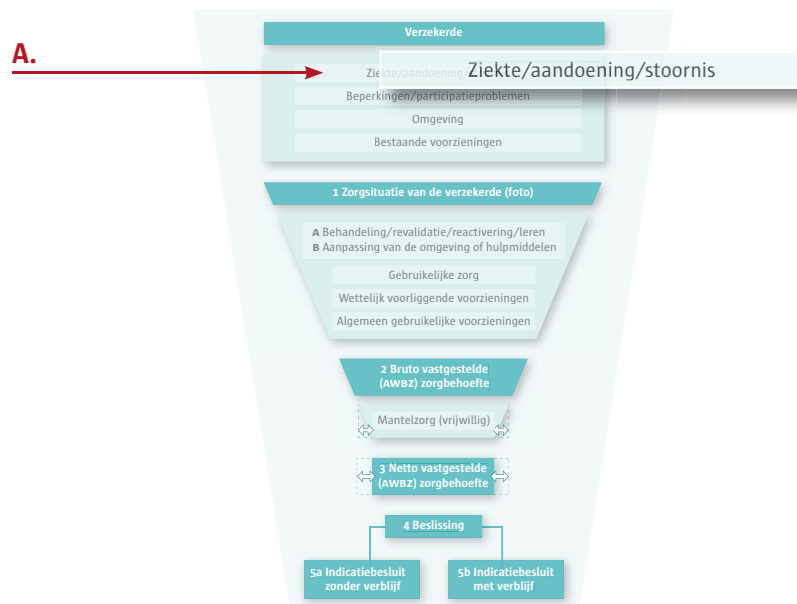 Verzekerde
A.
Ziekte/aandoening/stoornis
Ziekte/aandoening/
Beperkingen/participatieproblemen
Omgeving
Bestaande voorzieningen
1 Zorgsituatie van de verzekerde (foto)
A Behandeling/revalidatie/reactivering/leren
B Aanpassing van de omgeving of hulpmiddelen
Gebruikelijke zorg
Wettelijk voorliggende voorzieningen
Algemeen gebruikelijke voorzieningen
2 Bruto vastgestelde
(AWBZ) zorgbehoefte
Mantelzorg (vrijwillig)
3 Netto vastgestelde
(AWBZ) zorgbehoefte
4 Beslissing
5a Indicatiebesluit
zonder verblijf
5b Indicatiebesluit
met verblijf